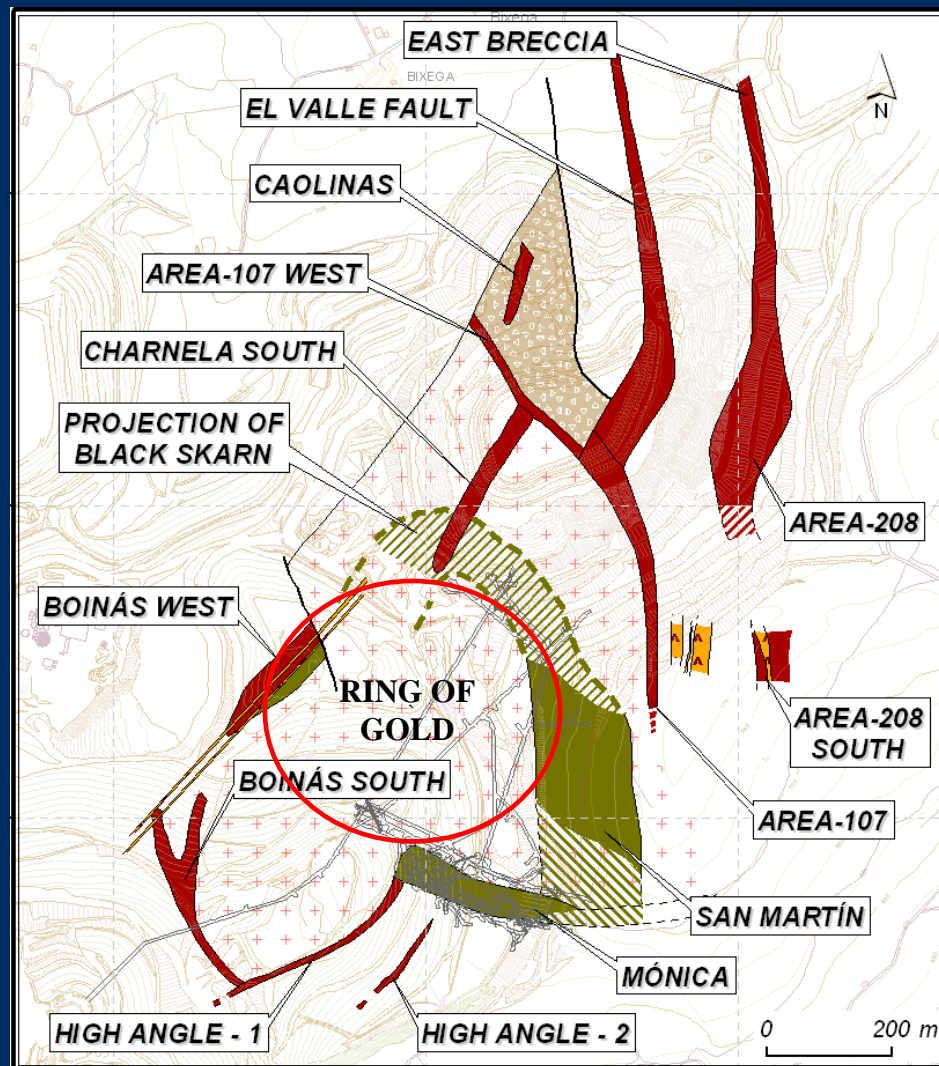 Bixega
EAST BRECCIA
BIXEGA
EL VALLE FAULT
N
CAOLINAS
AREA-107 WEST
CHARNELA SOUTH
PROJECTION OF
BLACK SKARN
AREA-208
BOINÁS WEST
RING OF
GOLD
AREA-208
SOUTH
BOINÁS SOUTH
AREA-107
SAN MARTÍN
MÓNICA
HIGH ANGLE - 1
HIGH ANGLE - 2
0 200 m